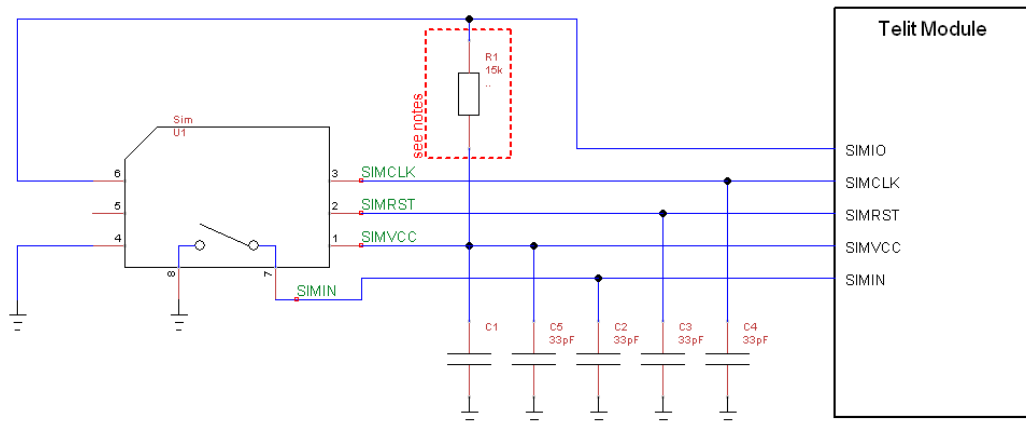 Telit Module
R1
15k
..
see notes
Sim
U1
SIMIO
6
3
SIMCLK
SIMCLK
5
2
SIMRST
SIMRST
4
1
SIMVCC
SIMVCC
8
7
SIMIN
SIMIN
C1
C5
33pF
C2
33pF
C3
33pF
C4
33pF